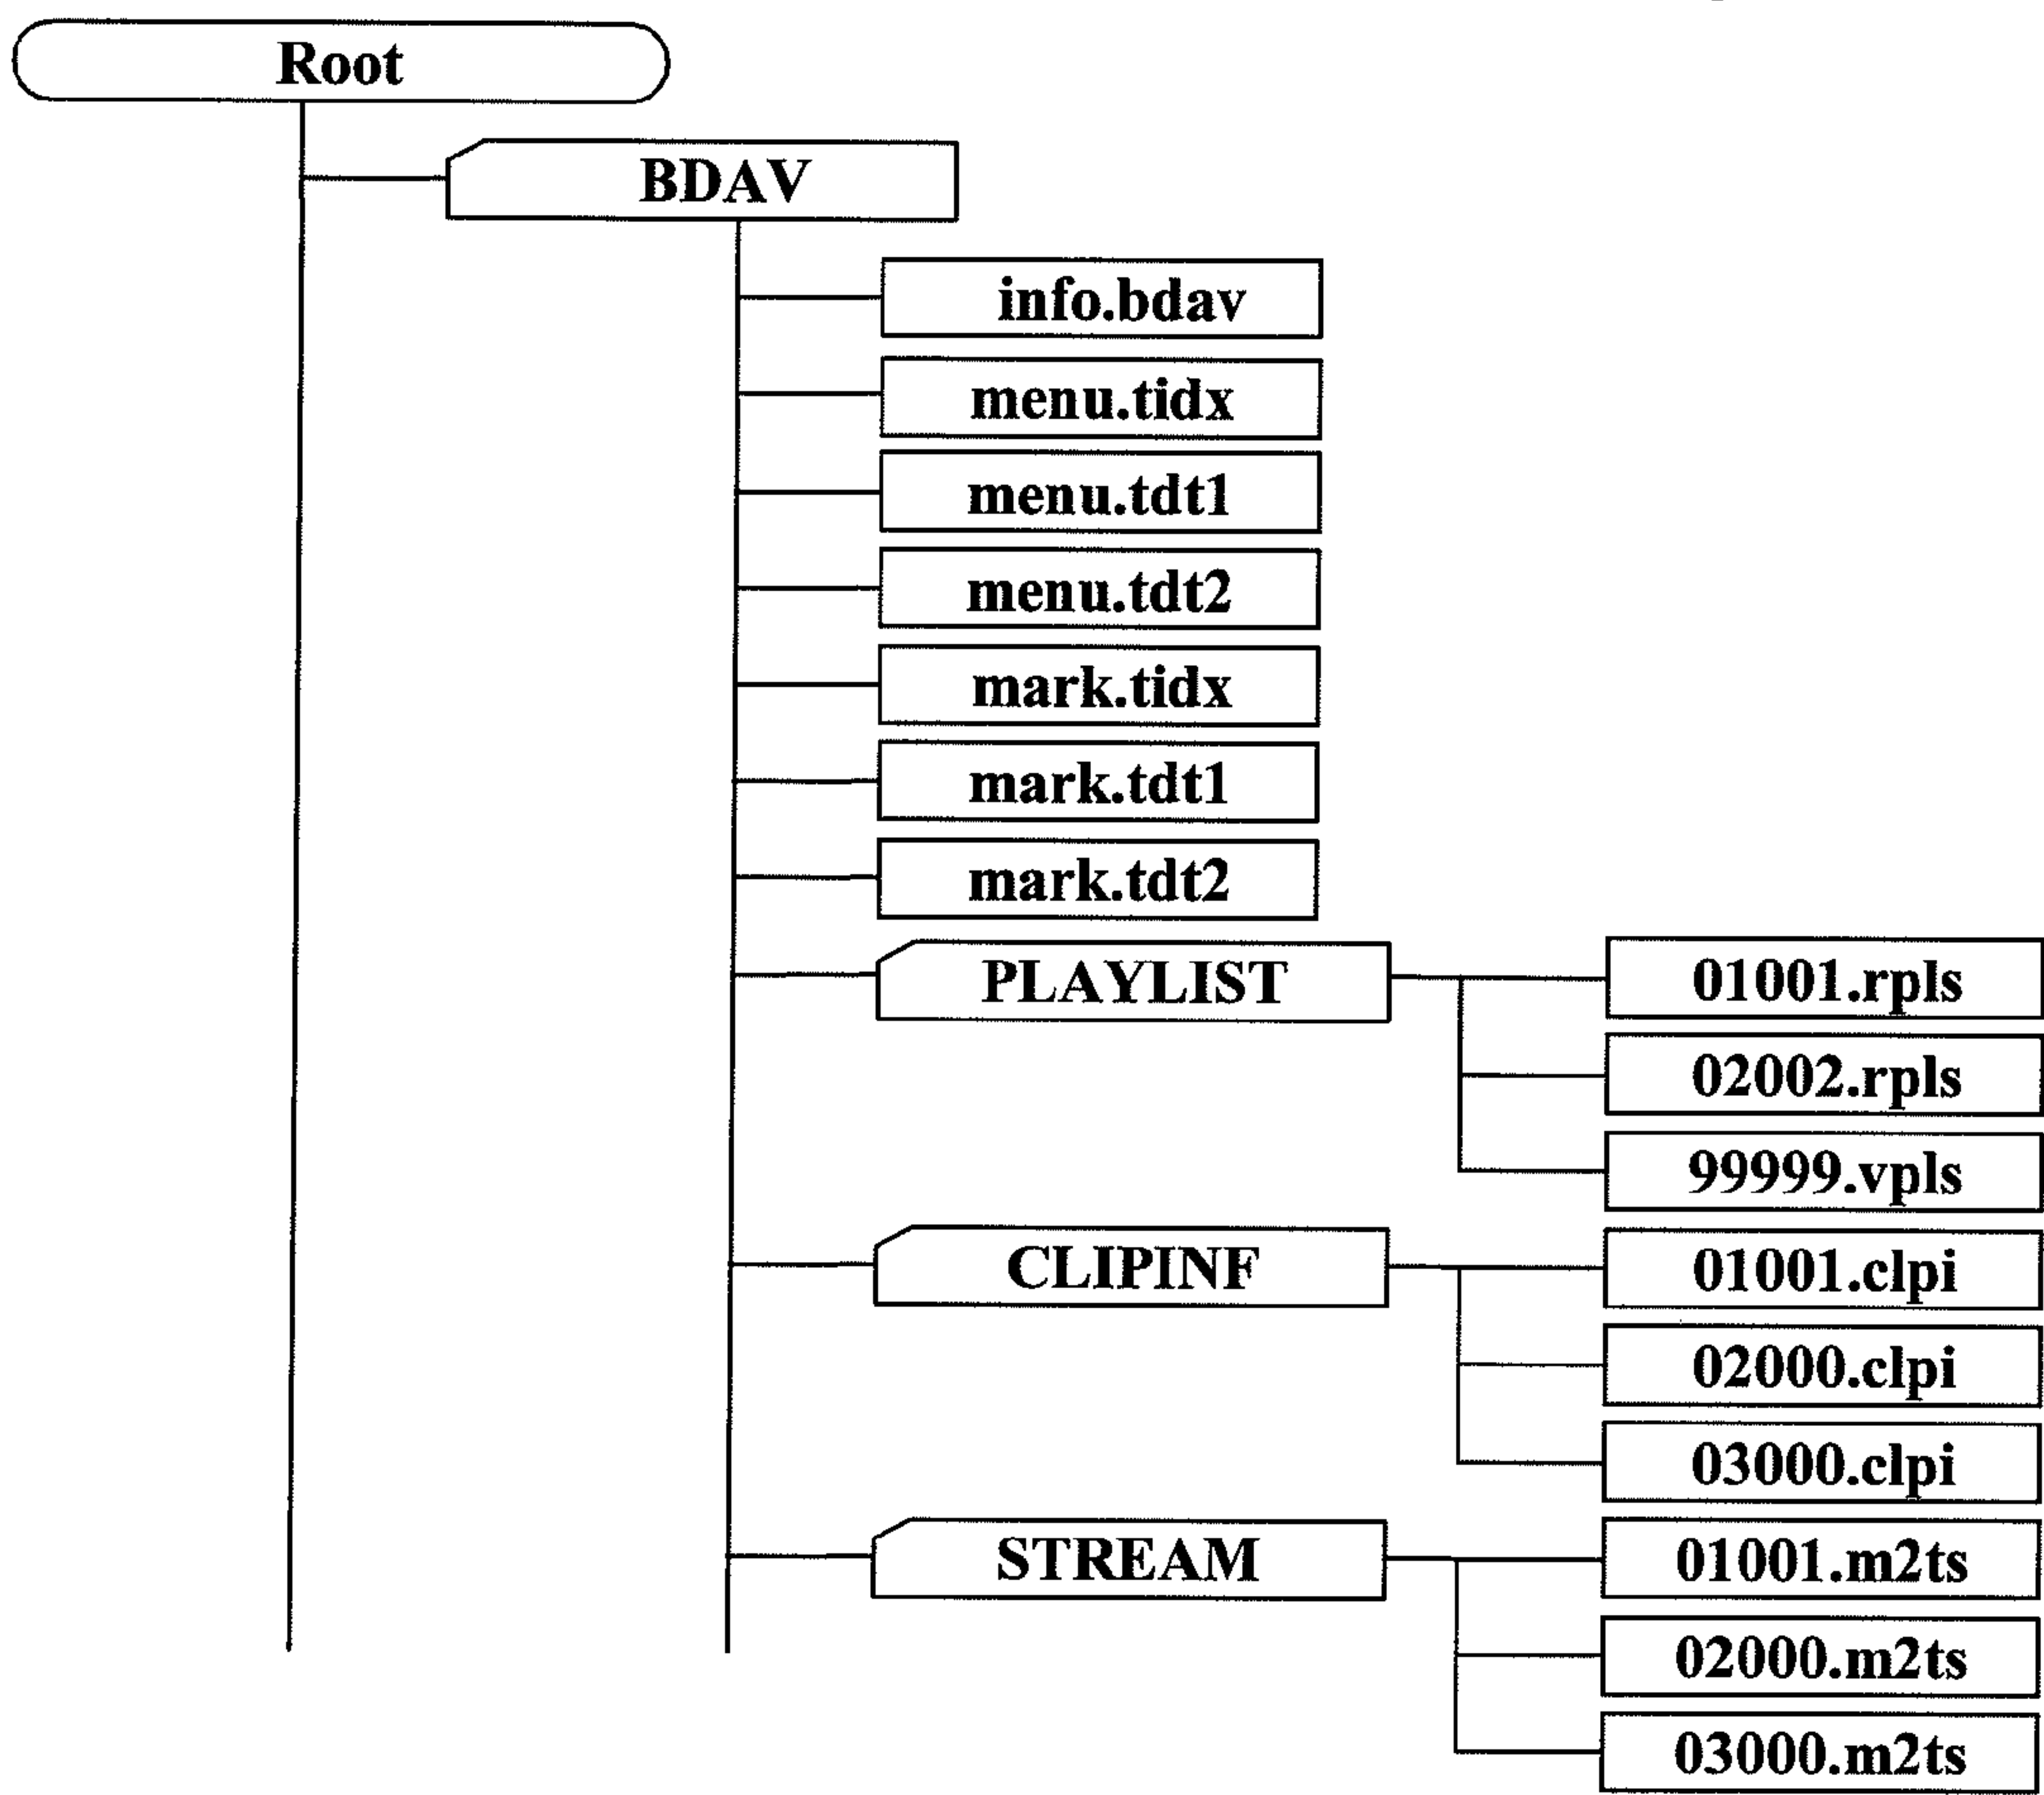 Root
BDAV
info.bdav
menu.tidx
menu.tdt1
menu.tdt2
mark.tidx
mark.tdt1
mark.tdt2
PLAYLIST
01001.rpls
02002.rpls
99999.vpls
CLIPINF
01001.clpi
02000.clpi
03000.clpi
STREAM
01001.m2ts
02000.m2ts
03000.m2ts